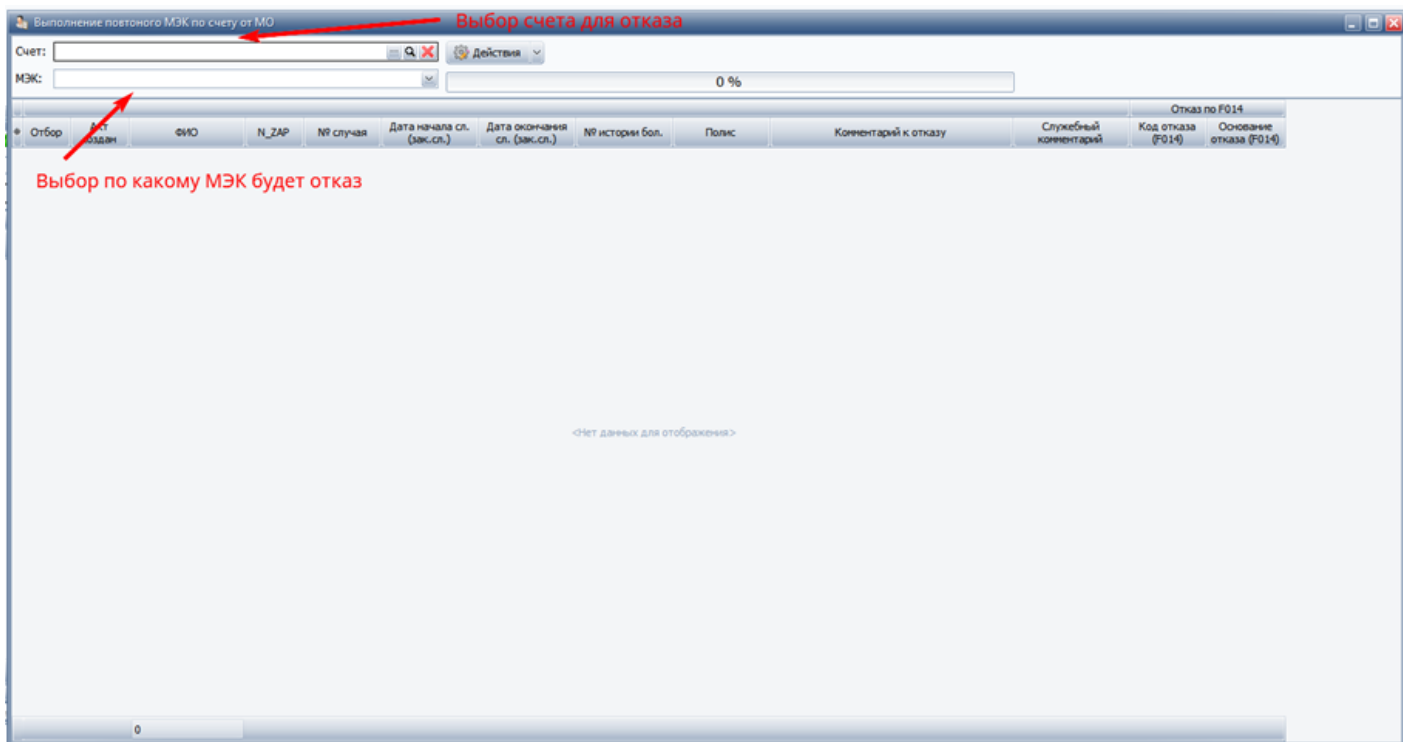 Выполнение повтоного МЭК по счету от МО
Выбор счета для отказа
Счет:
Действия
МЭК:
0 %
Отказ по F014
Отбор
Акт создан
ФИО
N_ZAP
№ случая
Дата начала сл. (зак.сл.)
Дата окончания сл. (зак.сл.)
№ истории бол.
Полис
Комментарий к отказу
Служебный комментарий
Код отказа (F014)
Основание отказа (F014)
Выбор по какому МЭК будет отказ
<Нет данных для отображения>
0